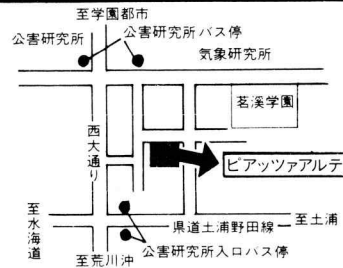 至学園都市
公害研究所
公害研究所バス停
気象研究所
茗溪学園
西大通り
ピアッツァアルテ
至水海道
県道土浦野田線
至土浦
至荒川沖
公害研究所入口バス停